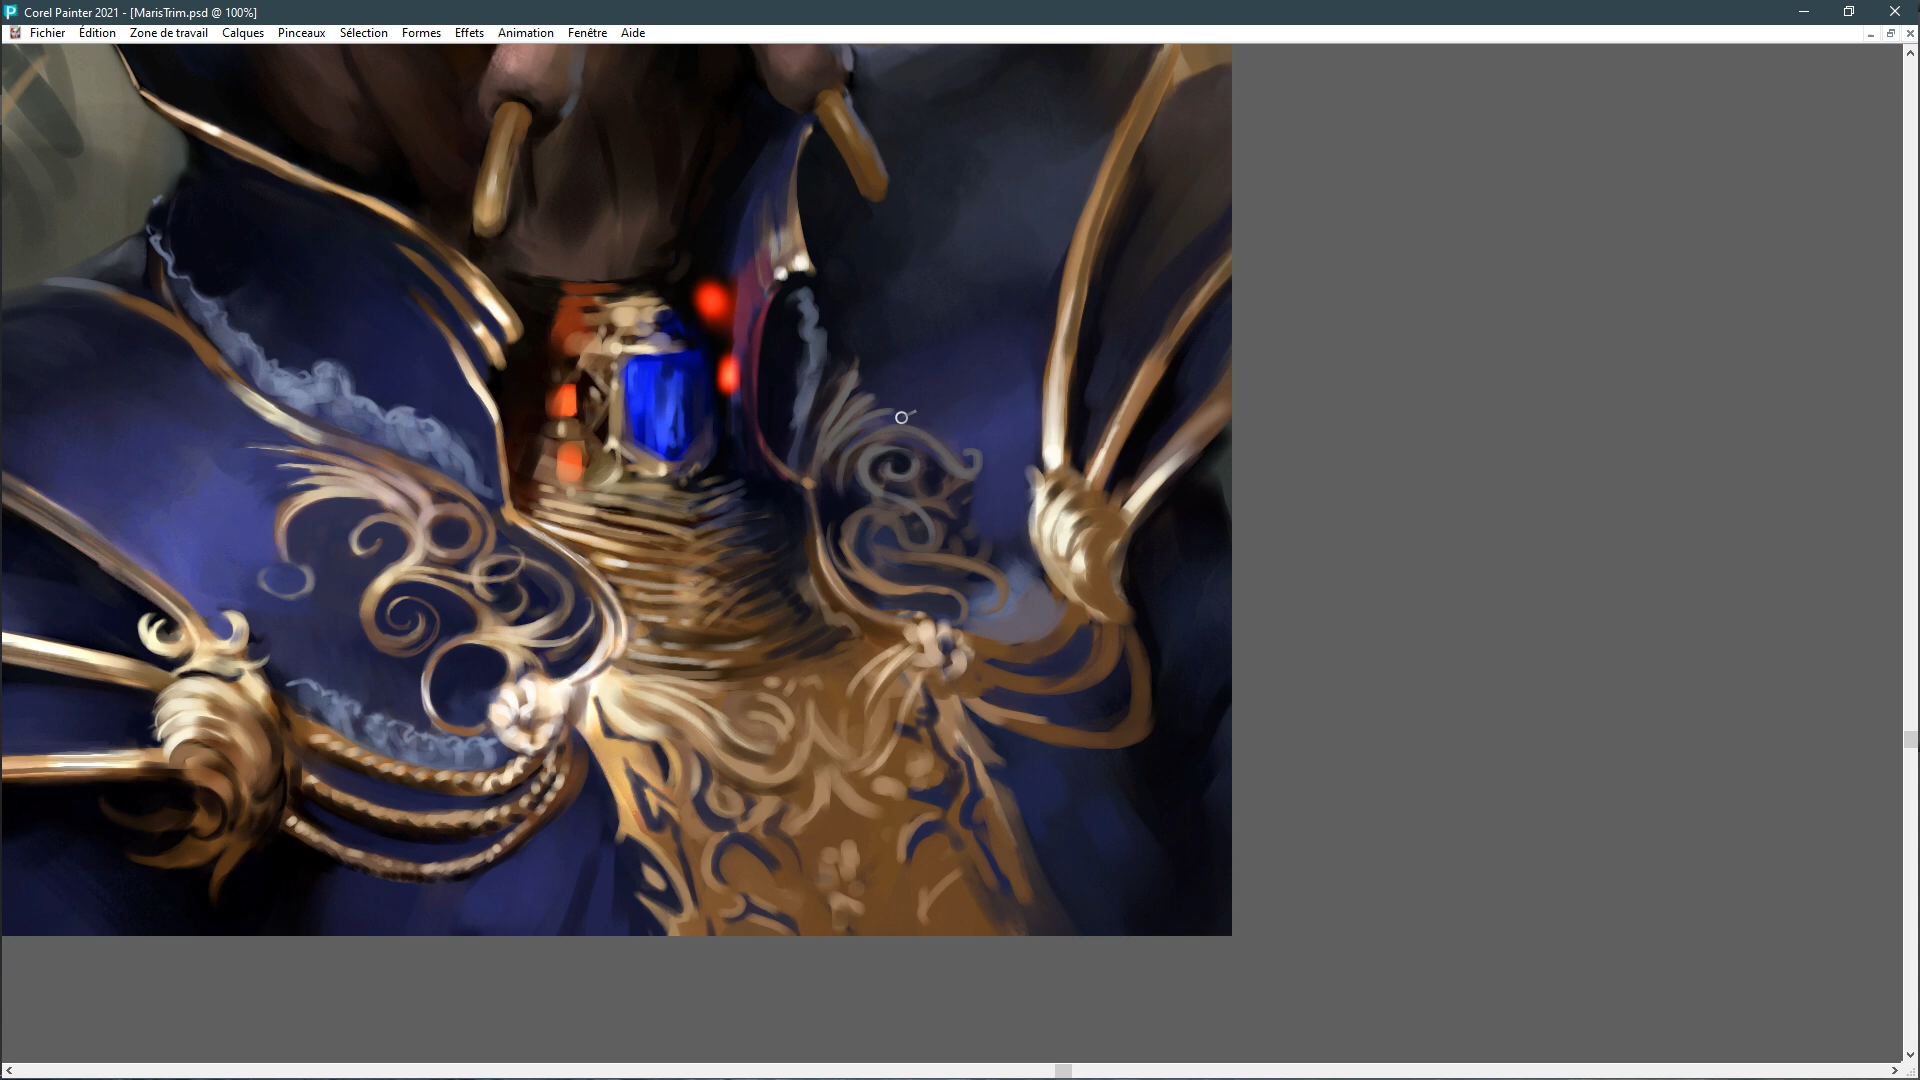 Corel Painter 2021 - [MarisTrim.psd @ 100%]
Fichier Édition Zone de travail Calques Pinceaux Sélection Formes Effets Animation Fenêtre Aide